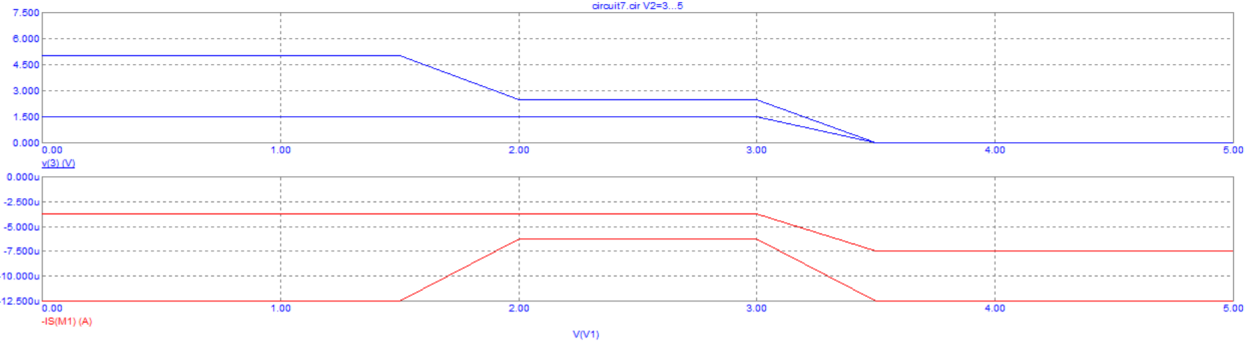 circuit7.cir V2=3...5
7.500
6.000
4.500
3.000
1.500
0.000
0.00 1.00 2.00 3.00 4.00 5.00
v(3) (V)
0.000u
-2.500u
-5.000u
-7.500u
-10.000u
-12.500u
0.00 1.00 2.00 3.00 4.00 5.00
-IS(M1) (A)
V(V1)